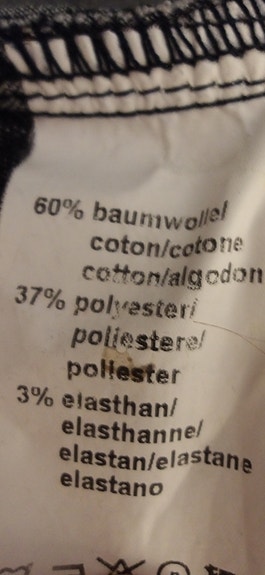 60% baumwolle/
coton/cotone
cotton/algodon
37% polyester/
poliestere/
poliester
3% elasthan/
elasthanne/
elastan/elastane
elastano